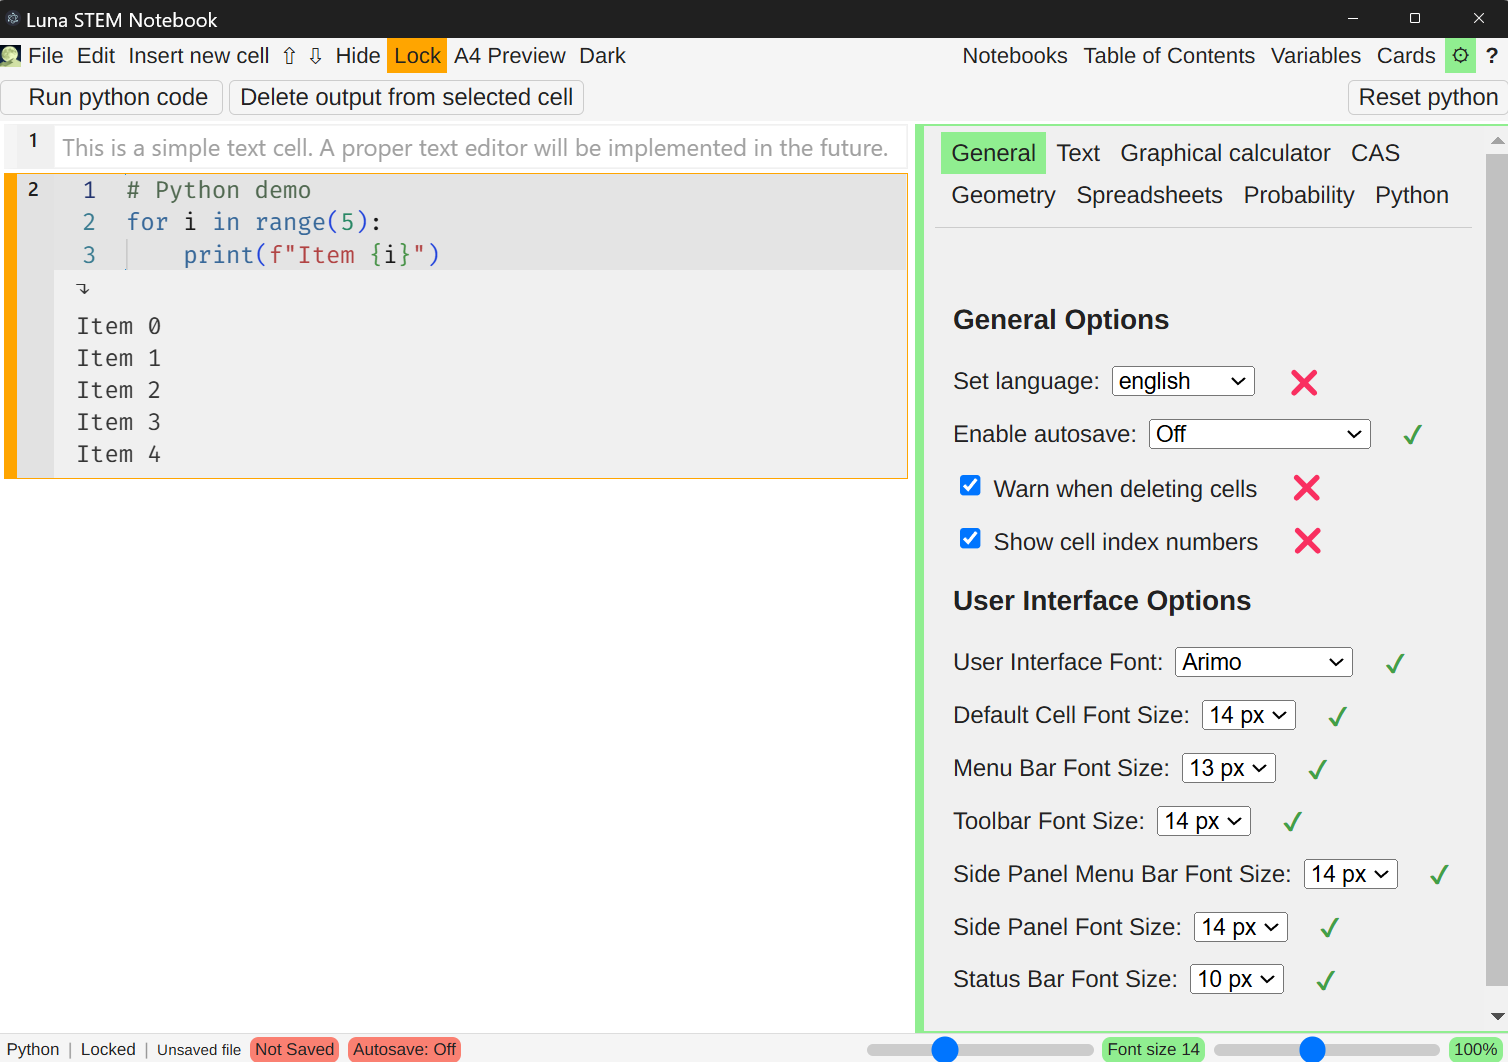 Luna STEM Notebook
File Edit Insert new cell ⇧ ⇩ Hide Lock A4 Preview Dark Notebooks Table of Contents Variables Cards ?
Run python code Delete output from selected cell Reset python
1 This is a simple text cell. A proper text editor will be implemented in the future.
2 1 # Python demo
2 for i in range(5):
3 print(f"Item {i}")
Item 0
Item 1
Item 2
Item 3
Item 4
General Text Graphical calculator CAS
Geometry Spreadsheets Probability Python
General Options
Set language: english
Enable autosave: Off
Warn when deleting cells
Show cell index numbers
User Interface Options
User Interface Font: Arimo
Default Cell Font Size: 14 px
Menu Bar Font Size: 13 px
Toolbar Font Size: 14 px
Side Panel Menu Bar Font Size: 14 px
Side Panel Font Size: 14 px
Status Bar Font Size: 10 px
Python | Locked | Unsaved file Not Saved Autosave: Off Font size 14 100%